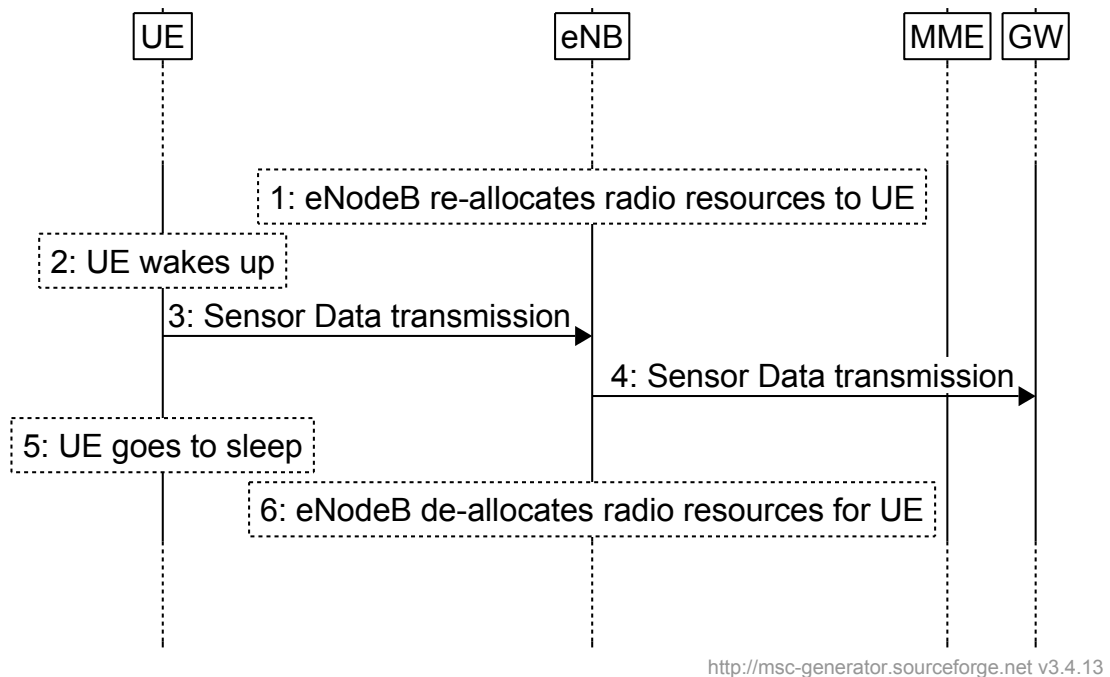 UE
eNB
MME
GW
1: eNodeB re-allocates radio resources to UE
2: UE wakes up
3: Sensor Data transmission
4: Sensor Data transmission
5: UE goes to sleep
6: eNodeB de-allocates radio resources for UE
http://msc-generator.sourceforge.net v3.4.13